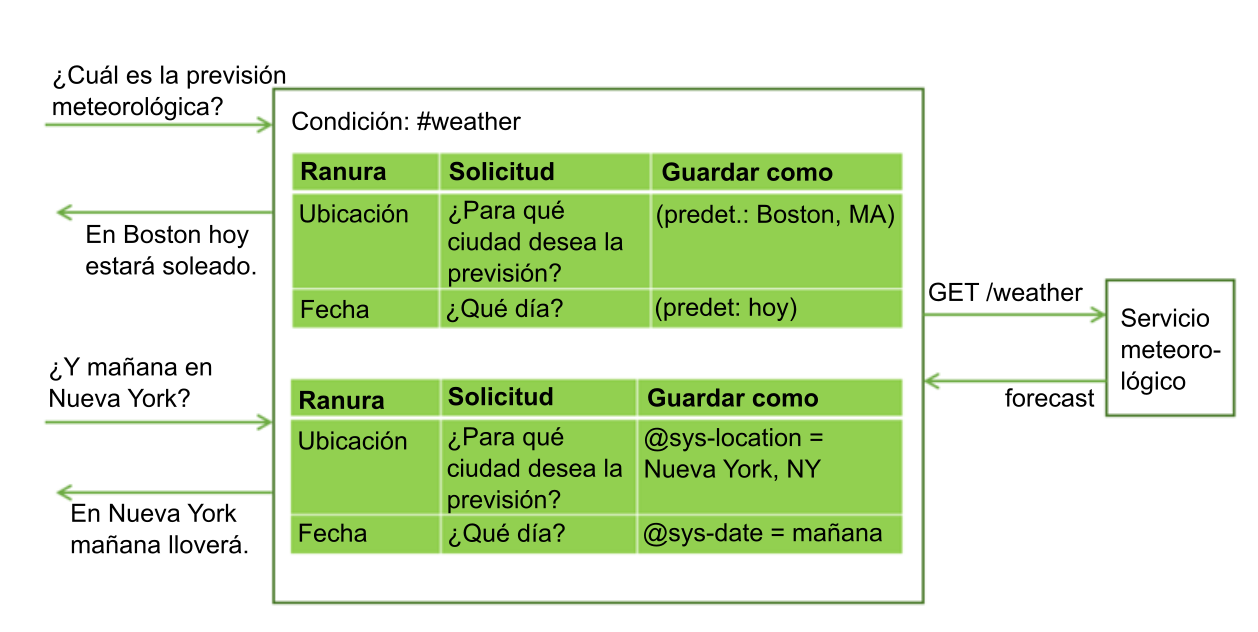 ¿Cuál es la previsión
meteorológica?
En Boston hoy
estará soleado.
¿Y mañana en
Nueva York?
En Nueva York
mañana lloverá.
Condición: #weather
Ranura Solicitud Guardar como
Ubicación ¿Para qué (predet.: Boston, MA)
ciudad desea la
previsión?
Fecha ¿Qué día? (predet: hoy)
Ranura Solicitud Guardar como
Ubicación ¿Para qué @sys-location =
ciudad desea la Nueva York, NY
previsión?
Fecha ¿Qué día? @sys-date = mañana
GET /weather
forecast
Servicio
meteoro-
lógico